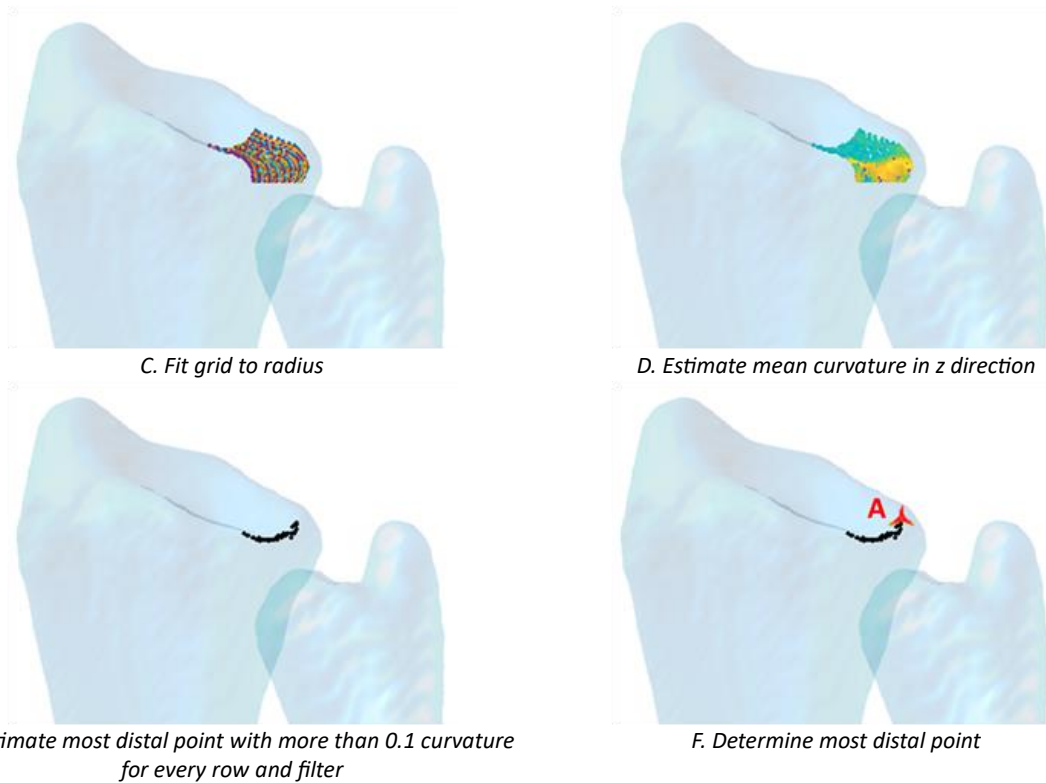 C. Fit grid to radius
D. Estimate mean curvature in z direction
A
most distal point with more than 0.1 curvature
for every row and filter
F. Determine most distal point